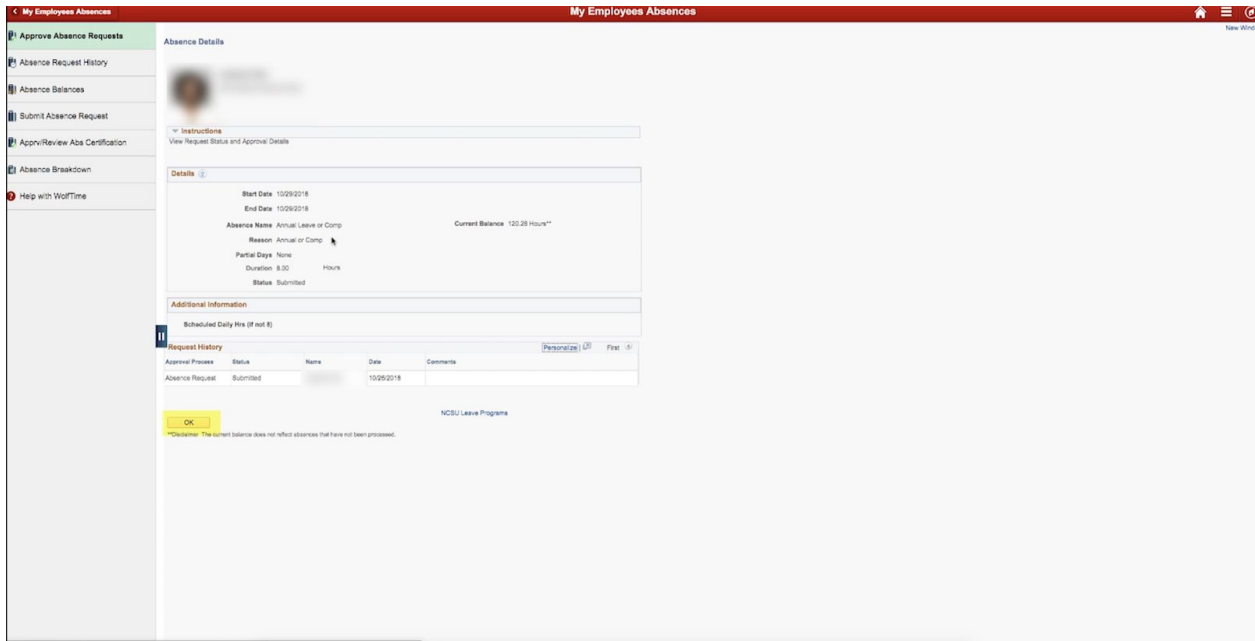 My Employees Absences
My Employees Absences
New Wind
Approve Absence Requests
Absence Request History
Absence Balances
Submit Absence Request
Apprv/Review Abs Certification
Absence Breakdown
Help with WolfTime
Absence Details
Instructions
View Request Status and Approval Details
Details
Start Date 10/29/2018
End Date 10/29/2018
Absence Name Annual Leave or Comp Current Balance 120.28 Hours**
Reason Annual or Comp
Partial Days None
Duration 8.00 Hours
Status Submitted
Additional Information
Scheduled Daily Hrs (if not 8)
Request History Personalize | First
Approval Process Status Name Date Comments
Absence Request Submitted 10/26/2018
NCSU Leave Programs
OK
**Disclaimer The current balance does not reflect absences that have not been processed.